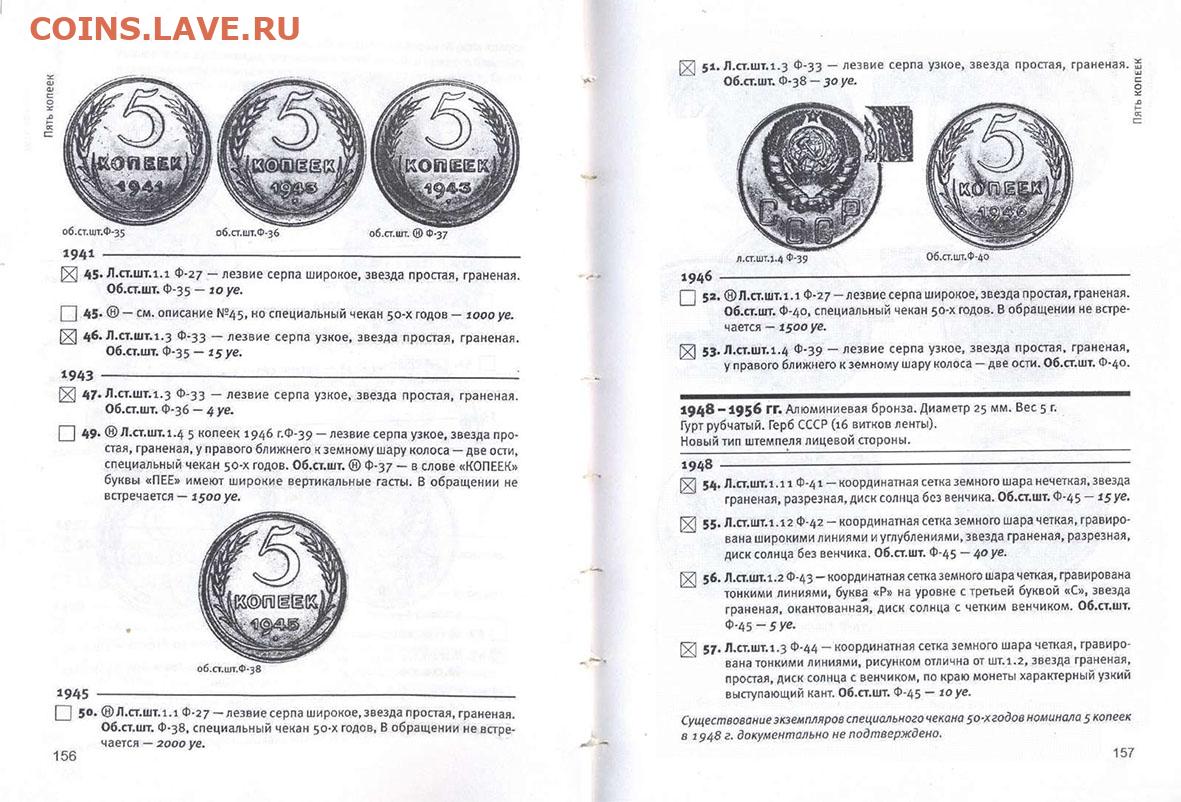 COINS.LAVE.RU
Пять копеек
5
КОПЕЕК
1941
5
КОПЕЕК
1943
5
КОПЕЕК
1943
об.ст.шт.Ф-35
об.ст.шт.Ф-36
об.ст.шт. Ⓗ Ф-37
1941
45. Л.ст.шт.1.1 Ф-27 — лезвие серпа широкое, звезда простая, граненая.
Об.ст.шт. Ф-35 — 10 уе.
45. Ⓗ — см. описание №45, но специальный чекан 50-х годов — 1000 уе.
46. Л.ст.шт.1.3 Ф-33 — лезвие серпа узкое, звезда простая, граненая.
Об.ст.шт. Ф-35 — 15 уе.
1943
47. Л.ст.шт.1.3 Ф-33 — лезвие серпа узкое, звезда простая, граненая.
Об.ст.шт. Ф-36 — 4 уе.
49. Ⓗ Л.ст.шт.1.4 5 копеек 1946 г.Ф-39 — лезвие серпа узкое, звезда про-
стая, граненая, у правого ближнего к земному шару колоса — две ости,
специальный чекан 50-х годов. Об.ст.шт. Ⓗ Ф-37 — в слове «КОПЕЕК»
буквы «ПЕЕ» имеют широкие вертикальные гасты. В обращении не
встречается — 1500 уе.
5
КОПЕЕК
1945
об.ст.шт.Ф-38
1945
50. Ⓗ Л.ст.шт.1.1 Ф-27 — лезвие серпа широкое, звезда простая, граненая.
Об.ст.шт. Ф-38, специальный чекан 50-х годов, В обращении не встре-
чается — 2000 уе.
156
51. Л.ст.шт.1.3 Ф-33 — лезвие серпа узкое, звезда простая, граненая.
Об.ст.шт. Ф-38 — 30 уе.
Пять копеек
СССР
5
КОПЕЕК
1946
л.ст.шт.1.4 Ф-39
Об.ст.шт.Ф-40
1946
52. Ⓗ Л.ст.шт.1.1 Ф-27 — лезвие серпа широкое, звезда простая, граненая.
Об.ст.шт. Ф-40, специальный чекан 50-х годов. В обращении не встре-
чается — 1500 уе.
53. Л.ст.шт.1.4 Ф-39 — лезвие серпа узкое, звезда простая, граненая,
у правого ближнего к земному шару колоса — две ости. Об.ст.шт. Ф-40.
1948 – 1956 гг. Алюминиевая бронза. Диаметр 25 мм. Вес 5 г.
Гурт рубчатый. Герб СССР (16 витков ленты).
Новый тип штемпеля лицевой стороны.
1948
54. Л.ст.шт.1.11 Ф-41 — координатная сетка земного шара нечеткая, звезда
граненая, разрезная, диск солнца без венчика. Об.ст.шт. Ф-45 — 15 уе.
55. Л.ст.шт.1.12 Ф-42 — координатная сетка земного шара четкая, гравиро-
вана широкими линиями и углублениями, звезда граненая, разрезная,
диск солнца без венчика. Об.ст.шт. Ф-45 — 40 уе.
56. Л.ст.шт.1.2 Ф-43 — координатная сетка земного шара четкая, гравирована
тонкими линиями, буква «Р» на уровне с третьей буквой «С», звезда
граненая, окантованная, диск солнца с четким венчиком. Об.ст.шт.
Ф-45 — 5 уе.
57. Л.ст.шт.1.3 Ф-44 — координатная сетка земного шара четкая, гравиро-
вана тонкими линиями, рисунком отлична от шт.1.2, звезда граненая,
простая, диск солнца с венчиком, по краю монеты характерный узкий
выступающий кант. Об.ст.шт. Ф-45 — 10 уе.
Существование экземпляров специального чекана 50-х годов номинала 5 копеек
в 1948 г. документально не подтверждено.
157